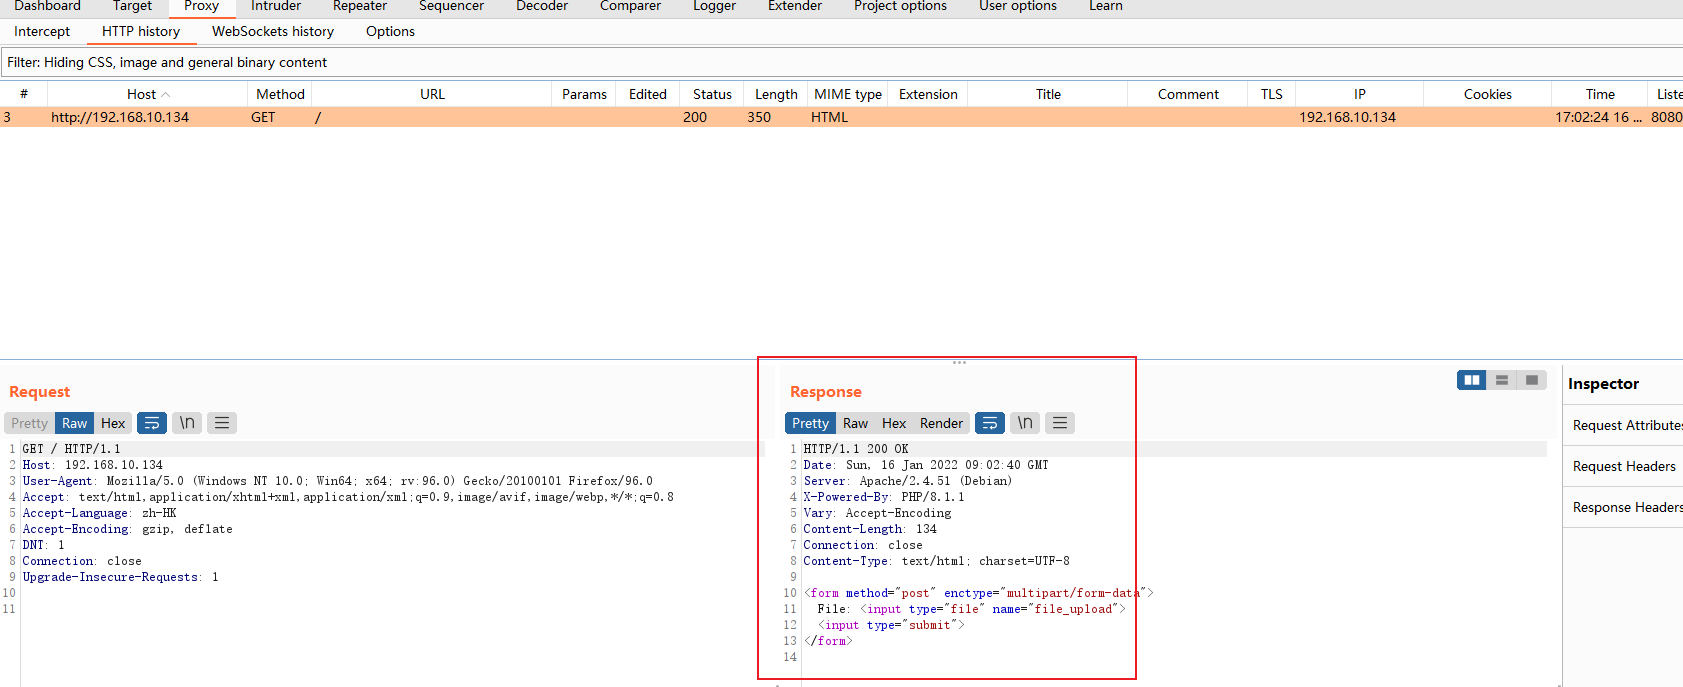 Dashboard Target Proxy Intruder Repeater Sequencer Decoder Comparer Logger Extender Project options User options Learn
Intercept HTTP history WebSockets history Options
Filter: Hiding CSS, image and general binary content
# Host Method URL Params Edited Status Length MIME type Extension Title Comment TLS IP Cookies Time Liste
3 http://192.168.10.134 GET / 200 350 HTML 192.168.10.134 17:02:24 16 ... 8080
Request
Pretty Raw Hex \n
1 GET / HTTP/1.1
2 Host: 192.168.10.134
3 User-Agent: Mozilla/5.0 (Windows NT 10.0; Win64; x64; rv:96.0) Gecko/20100101 Firefox/96.0
4 Accept: text/html,application/xhtml+xml,application/xml;q=0.9,image/avif,image/webp,*/*;q=0.8
5 Accept-Language: zh-HK
6 Accept-Encoding: gzip, deflate
7 DNT: 1
8 Connection: close
9 Upgrade-Insecure-Requests: 1
10
11
Response
Pretty Raw Hex Render \n
1 HTTP/1.1 200 OK
2 Date: Sun, 16 Jan 2022 09:02:40 GMT
3 Server: Apache/2.4.51 (Debian)
4 X-Powered-By: PHP/8.1.1
5 Vary: Accept-Encoding
6 Content-Length: 134
7 Connection: close
8 Content-Type: text/html; charset=UTF-8
9
10 <form method="post" enctype="multipart/form-data">
11 File: <input type="file" name="file_upload">
12 <input type="submit">
13 </form>
14
Inspector
Request Attributes
Request Headers
Response Headers